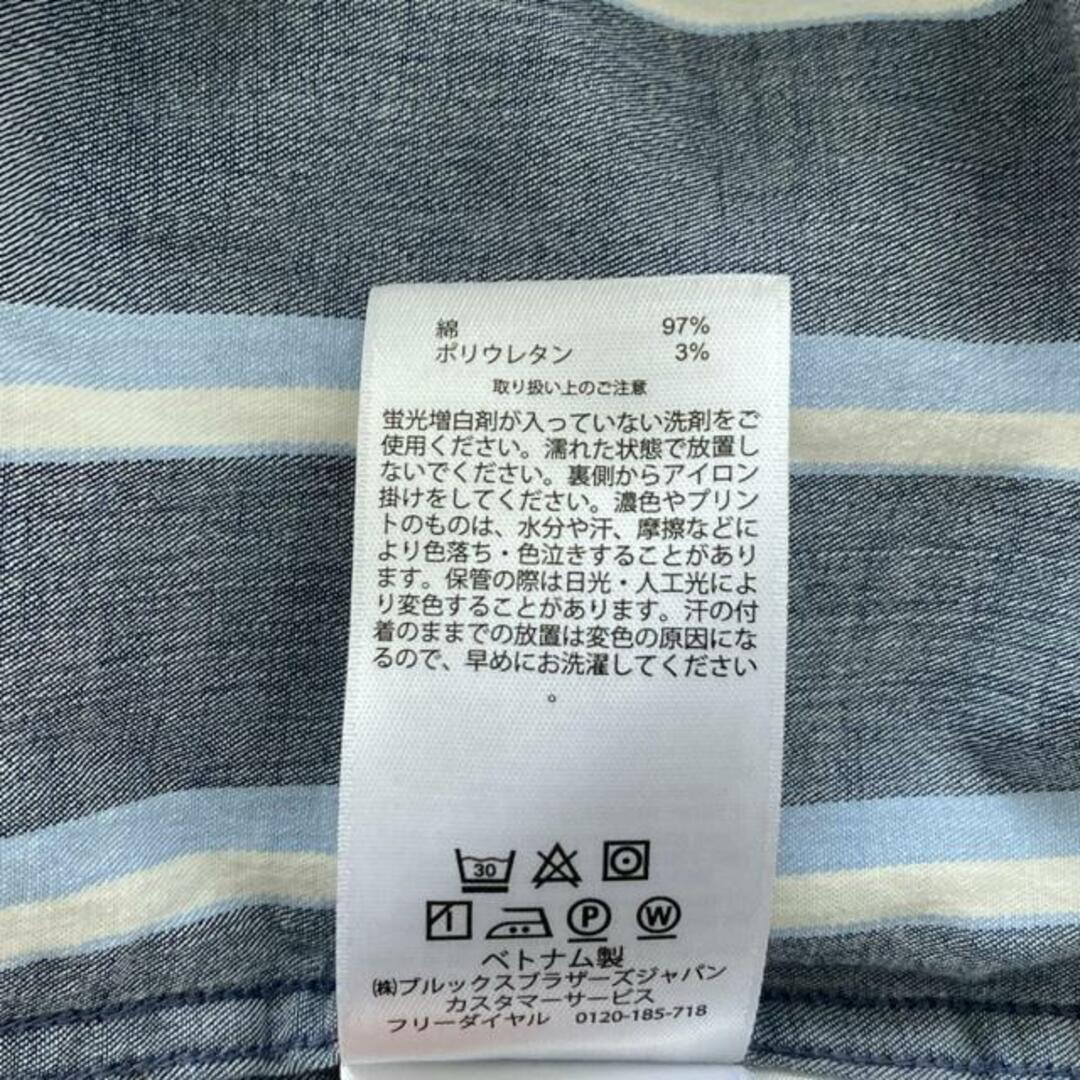 綿 97%
ポリウレタン 3%
取り扱い上のご注意
蛍光増白剤が入っていない洗剤をご
使用ください。濡れた状態で放置し
ないでください。裏側からアイロン
掛けをしてください。濃色やプリン
トのものは、水分や汗、摩擦などに
より色落ち・色泣きすることがあり
ます。保管の際は日光・人工光によ
り変色することがあります。汗の付
着のままでの放置は変色の原因にな
るので、早めにお洗濯してください
。
30
P W
ベトナム製
㈱ブルックスブラザーズジャパン
カスタマーサービス
フリーダイヤル 0120-185-718